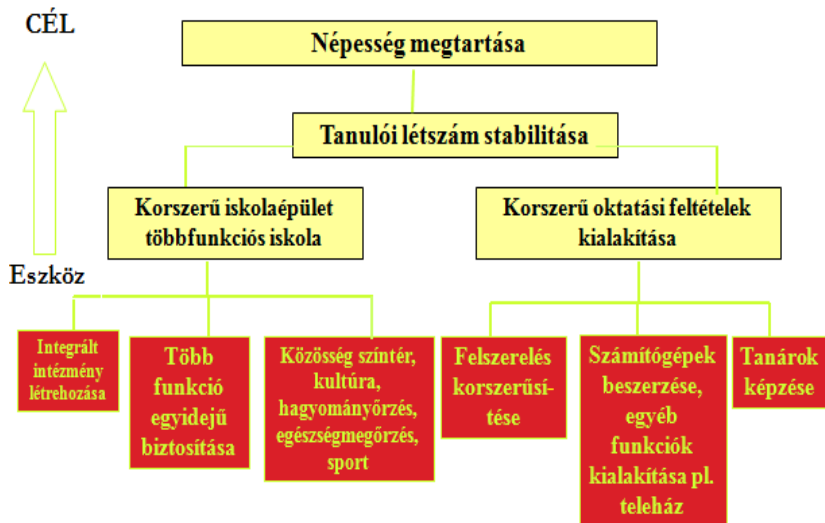 CÉL
Népesség megtartása
Tanulói létszám stabilitása
Korszerű iskolaépület
többfunkciós iskola
Korszerű oktatási feltételek
kialakítása
Eszköz
Integrált
intézmény
létrehozása
Több
funkció
egyidejű
biztosítása
Közösség színtér,
kultúra,
hagyományőrzés,
egészségmegőrzés,
sport
Felszerelés
korszerűsí-
tése
Számítógépek
beszerzése,
egyéb
funkciók
kialakítása pl.
teleház
Tanárok
képzése